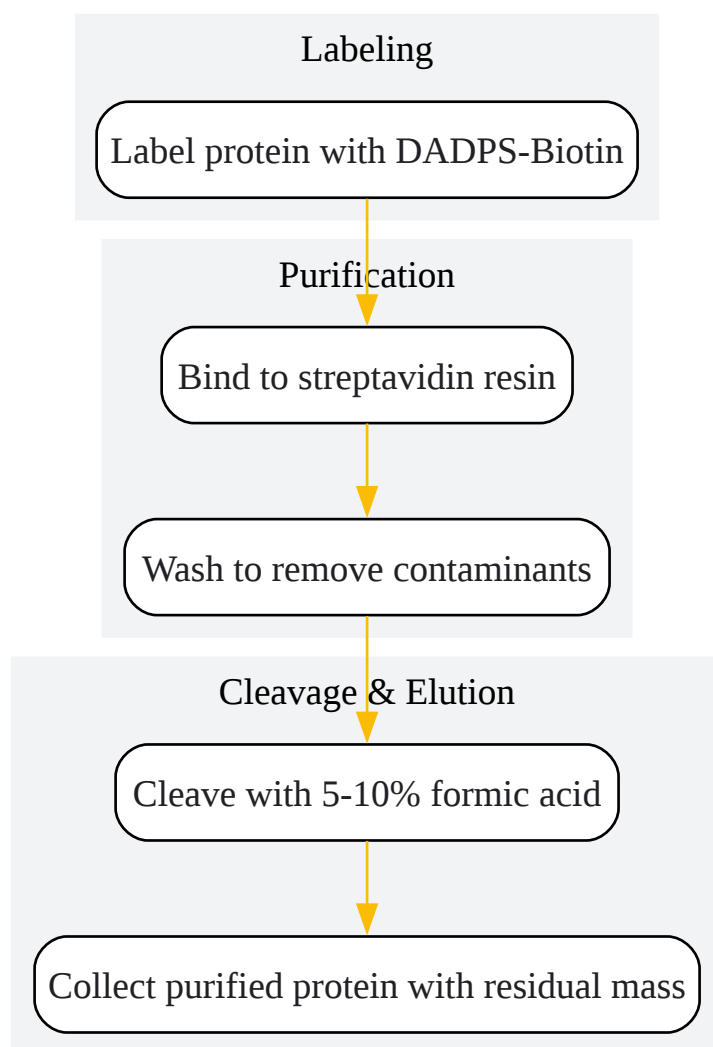 Labeling
Label protein with DADPS-Biotin
Purification
Bind to streptavidin resin
Wash to remove contaminants
Cleavage & Elution
Cleave with 5-10% formic acid
Collect purified protein with residual mass